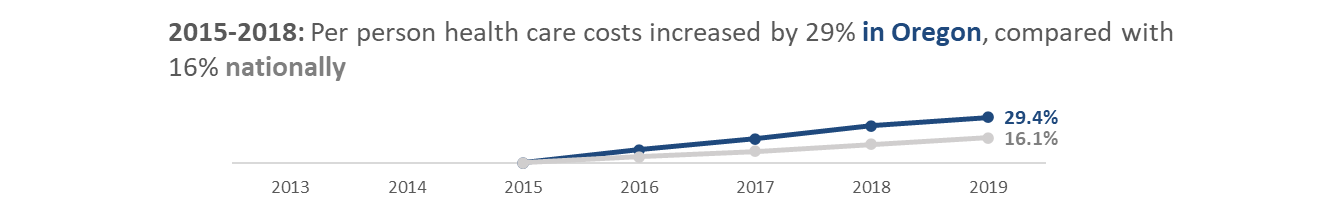 2015-2018: Per person health care costs increased by 29% in Oregon, compared with
16% nationally
29.4%
16.1%
2013 2014 2015 2016 2017 2018 2019